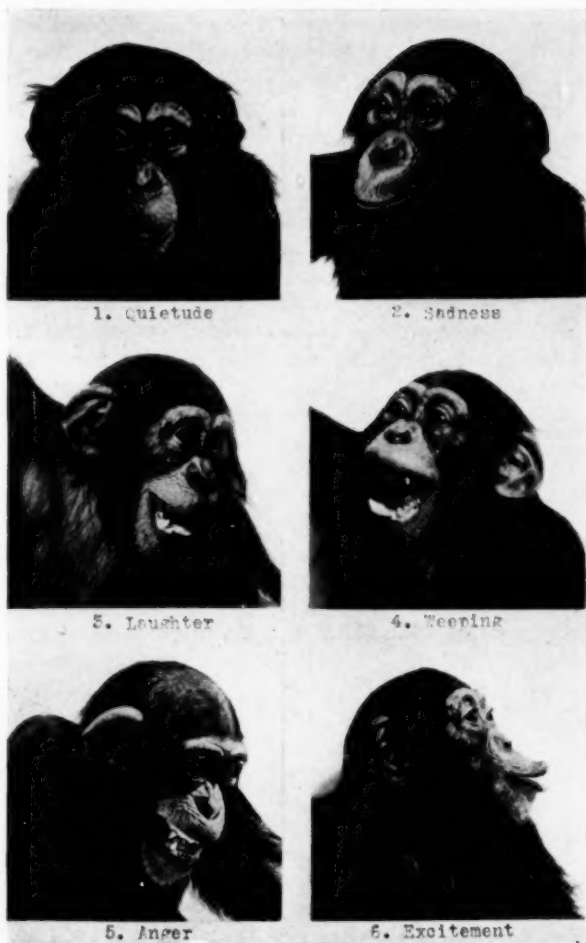 1. Quietude
2. Sadness
3. Laughter
4. Weeping
5. Anger
6. Excitement